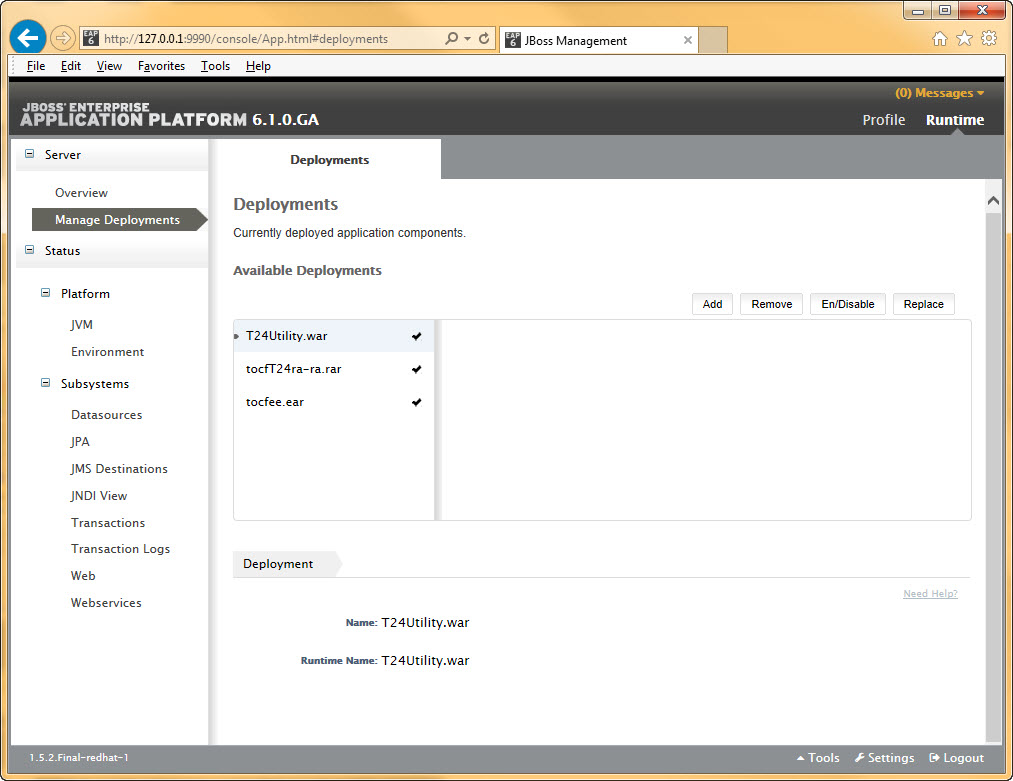 EAP 6
http://127.0.0.1:9990/console/App.html#deployments
EAP 6
JBoss Management
File Edit View Favorites Tools Help
(0) Messages
JBOSS® ENTERPRISE
APPLICATION PLATFORM 6.1.0.GA
Profile Runtime
Server
Overview
Manage Deployments
Status
Platform
JVM
Environment
Subsystems
Datasources
JPA
JMS Destinations
JNDI View
Transactions
Transaction Logs
Web
Webservices
Deployments
Deployments
Currently deployed application components.
Available Deployments
Add Remove En/Disable Replace
T24Utility.war
tocfT24ra-ra.rar
tocfee.ear
Deployment
Need Help?
Name: T24Utility.war
Runtime Name: T24Utility.war
1.5.2.Final-redhat-1
Tools Settings Logout